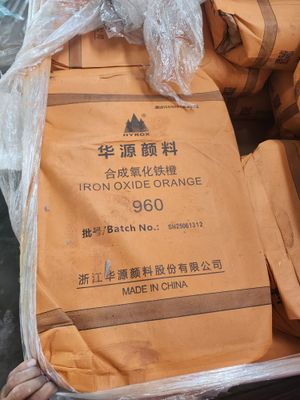 HYROX
华源颜料
合成氧化铁橙
IRON OXIDE ORANGE
960
批号/Batch No.: SN25061312
浙江华源颜料股份有限公司
MADE IN CHINA